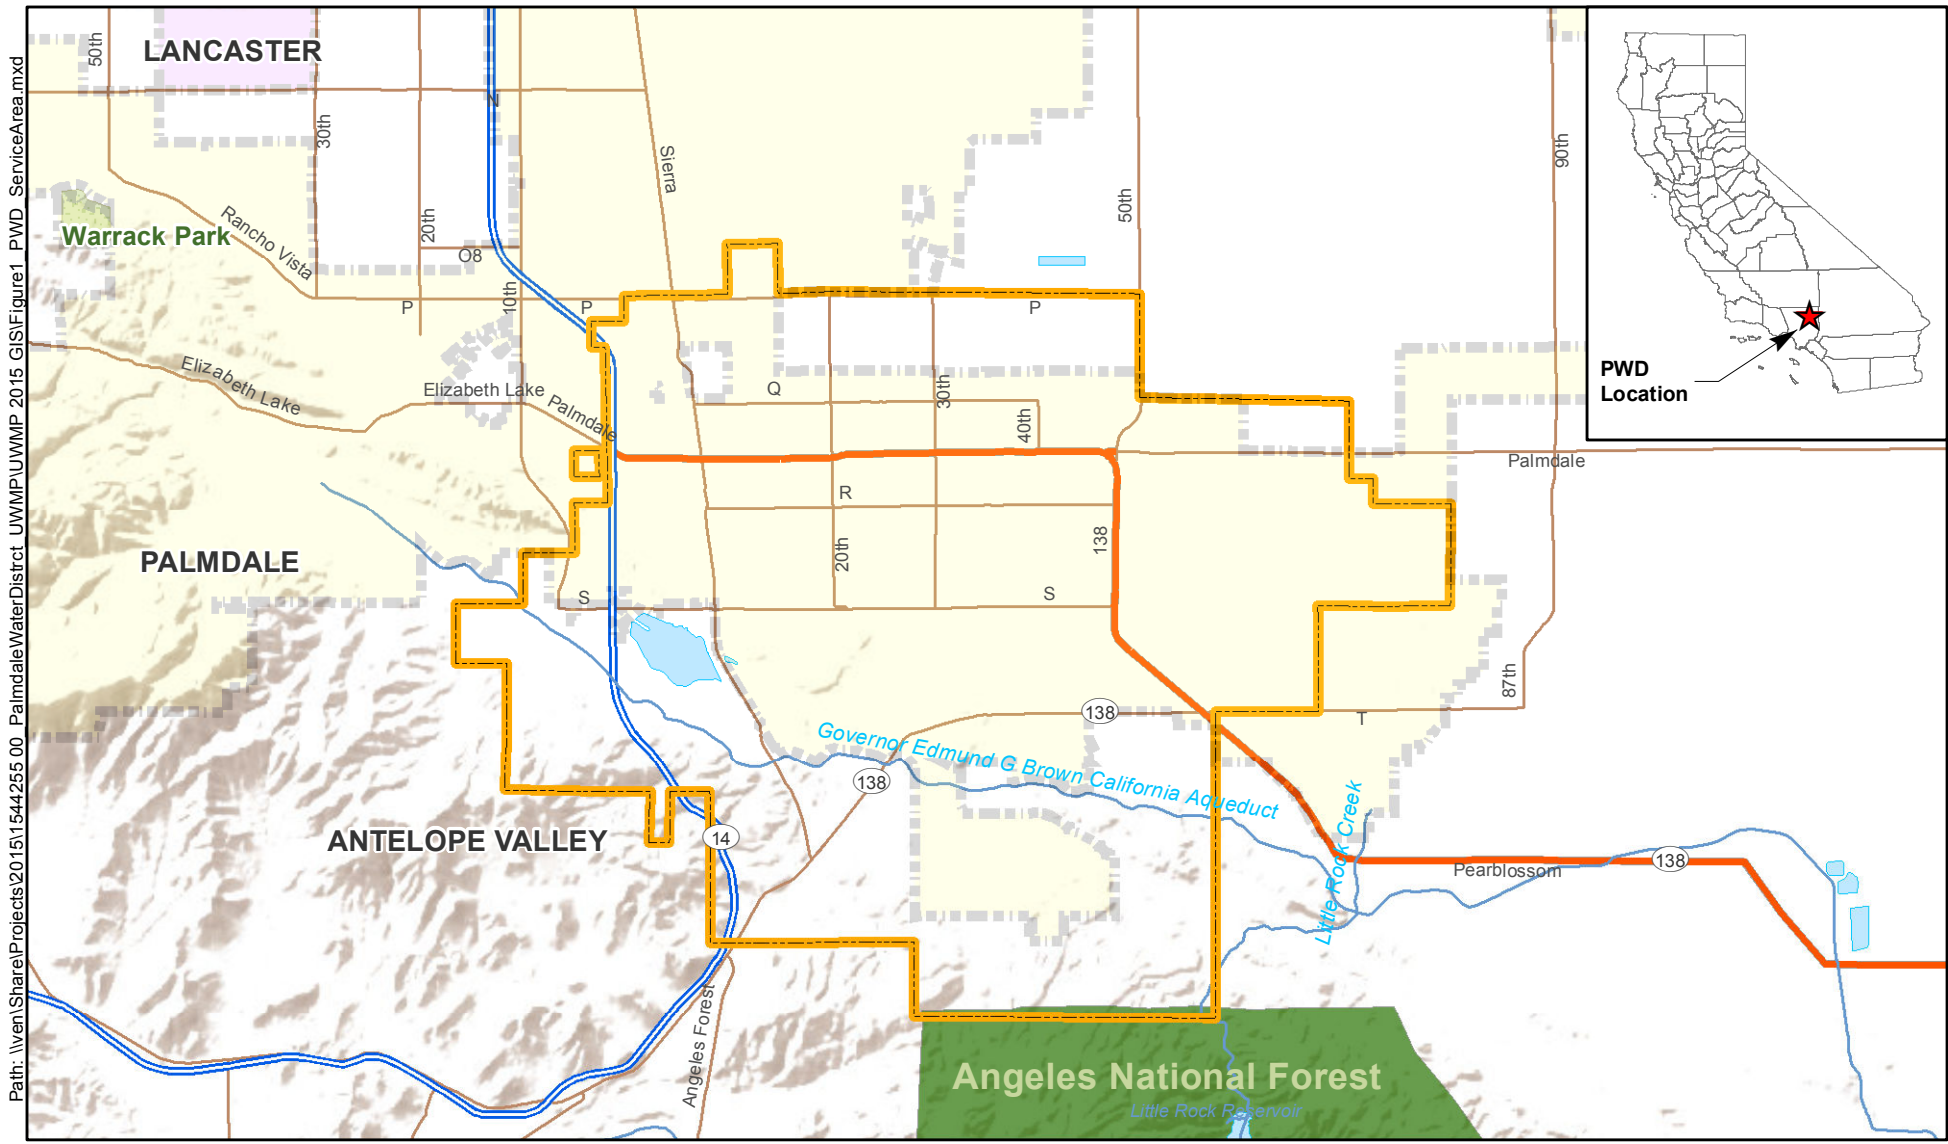 Path: \\wen\Share\Projects\2015\1544255 00_PalmdaleWaterDistrict_UWMP\UWMP 2015 GIS\Figure1_PWD_ServiceArea.mxd
50th
LANCASTER
N
30th
Sierra
90th
Warrack Park
Rancho Vista
20th
O8
50th
P
10th
P
P
Elizabeth Lake
Elizabeth Lake
Palmdale
Q
30th
40th
PWD
Location
Palmdale
R
138
20th
PALMDALE
S
S
87th
138
T
Governor Edmund G Brown California Aqueduct
138
Little Rock Creek
ANTELOPE VALLEY
14
138
Pearblossom
Angeles Forest
Angeles National Forest
Little Rock Reservoir